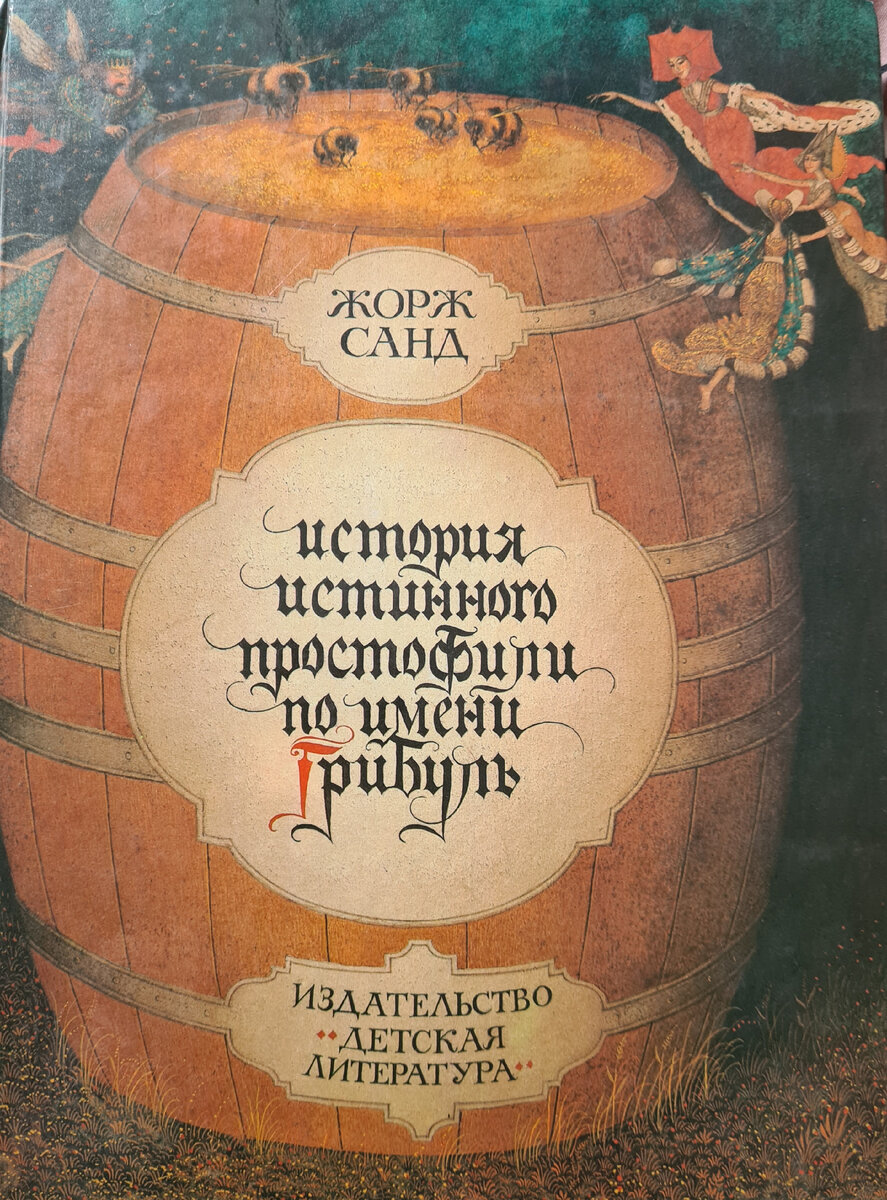 ЖОРЖ
САНД
история
истинного
простофили
по имени
Грибуль
ИЗДАТЕЛЬСТВО
"ДЕТСКАЯ
ЛИТЕРАТУРА"